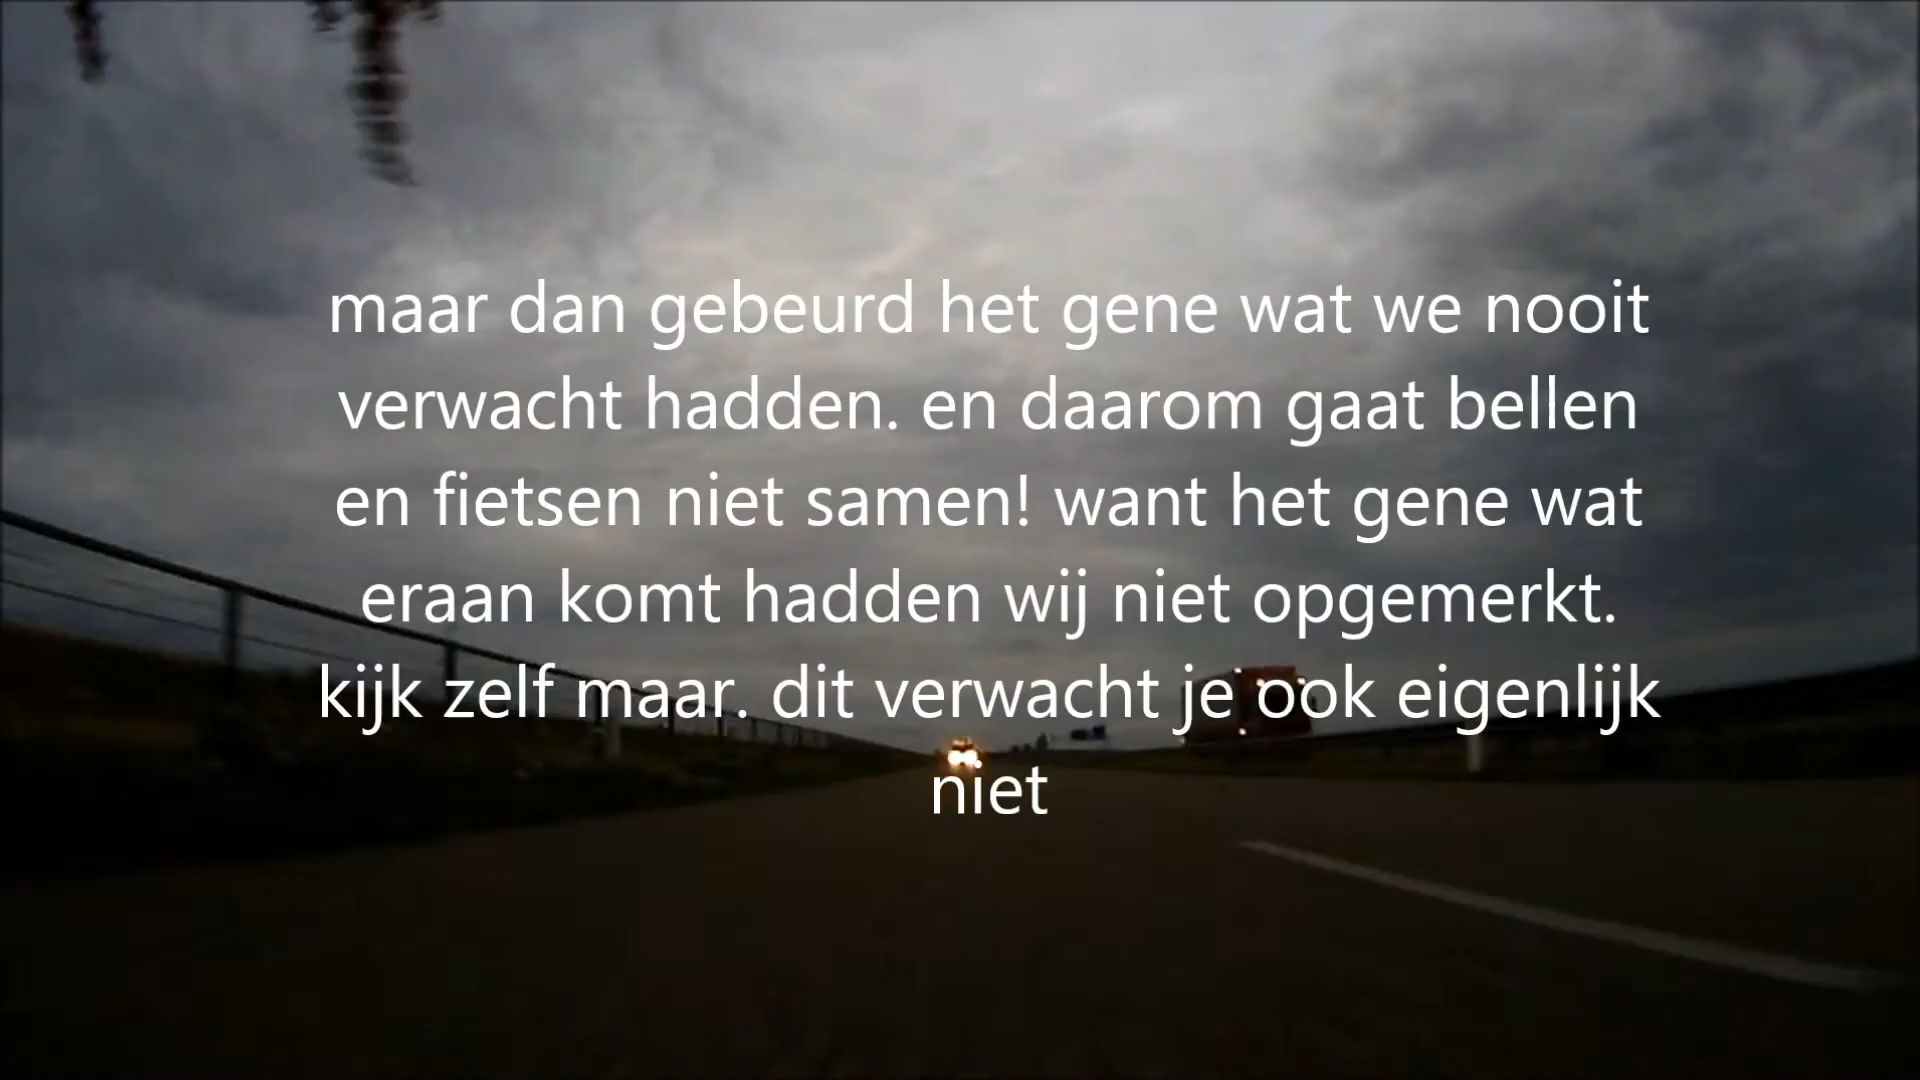 maar dan gebeurd het gene wat we nooit
verwacht hadden. en daarom gaat bellen
en fietsen niet samen! want het gene wat
eraan komt hadden wij niet opgemerkt.
kijk zelf maar. dit verwacht je ook eigenlijk
niet